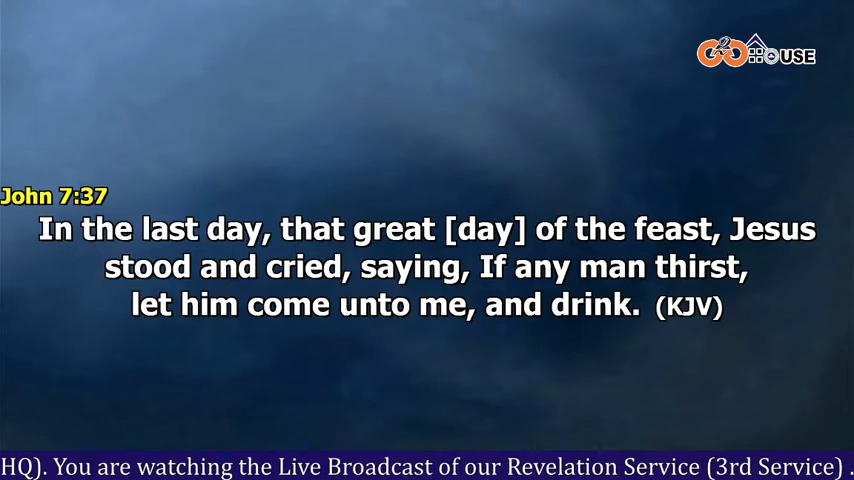 G2G HOUSE
John 7:37
In the last day, that great [day] of the feast, Jesus
stood and cried, saying, If any man thirst,
let him come unto me, and drink. (KJV)
HQ). You are watching the Live Broadcast of our Revelation Service (3rd Service) .